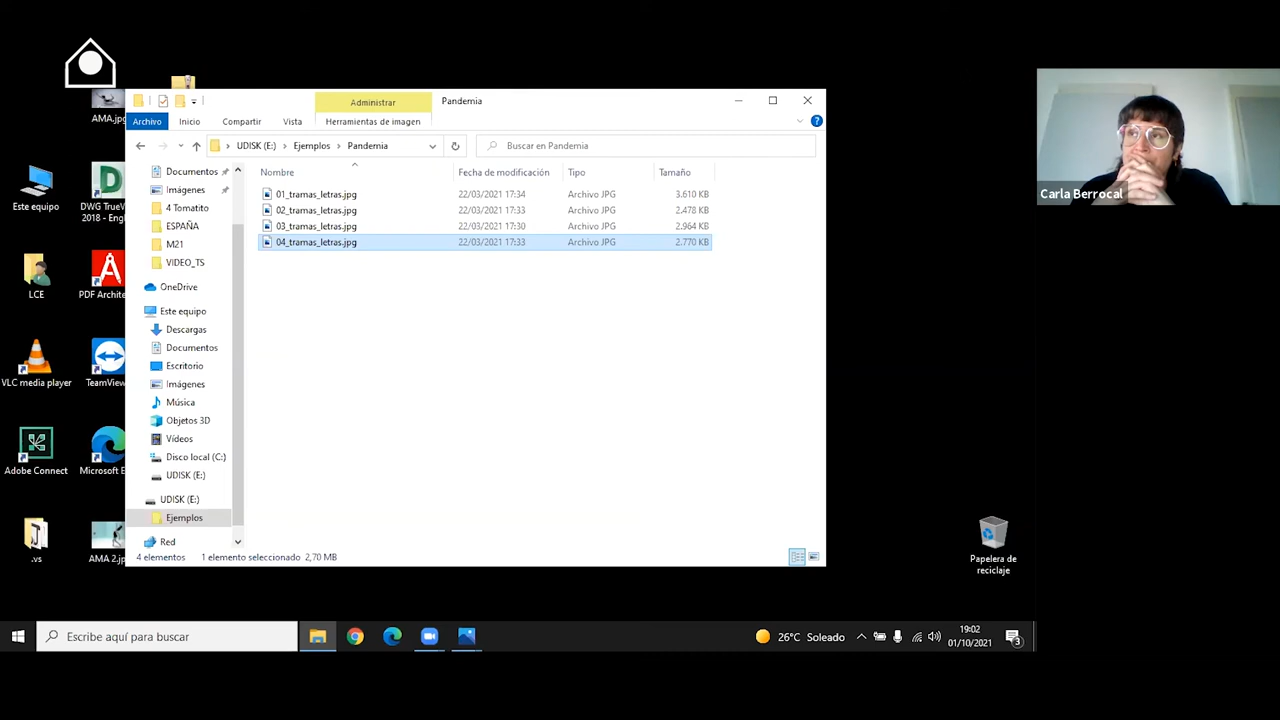 AMA.jpg
Administrar
Pandemia
Archivo
Inicio
Compartir
Vista
Herramientas de imagen
UDISK (E:) › Ejemplos › Pandemia
Buscar en Pandemia
Nombre
Fecha de modificación
Tipo
Tamaño
01_tramas_letras.jpg 22/03/2021 17:34 Archivo JPG 3.610 KB
02_tramas_letras.jpg 22/03/2021 17:33 Archivo JPG 2.478 KB
03_tramas_letras.jpg 22/03/2021 17:30 Archivo JPG 2.964 KB
04_tramas_letras.jpg 22/03/2021 17:33 Archivo JPG 2.770 KB
Documentos
Imágenes
4 Tomatito
ESPAÑA
M21
VIDEO_TS
OneDrive
Este equipo
Descargas
Documentos
Escritorio
Imágenes
Música
Objetos 3D
Vídeos
Disco local (C:)
UDISK (E:)
UDISK (E:)
Ejemplos
Red
4 elementos
1 elemento seleccionado 2,70 MB
Este equipo
DWG TrueV
2018 - Engl
LCE
PDF Archite
VLC media player
TeamView
Adobe Connect
Microsoft E
.vs
AMA 2.jp
Papelera de
reciclaje
Carla Berrocal
Escribe aquí para buscar
26°C Soleado
19:02
01/10/2021
3